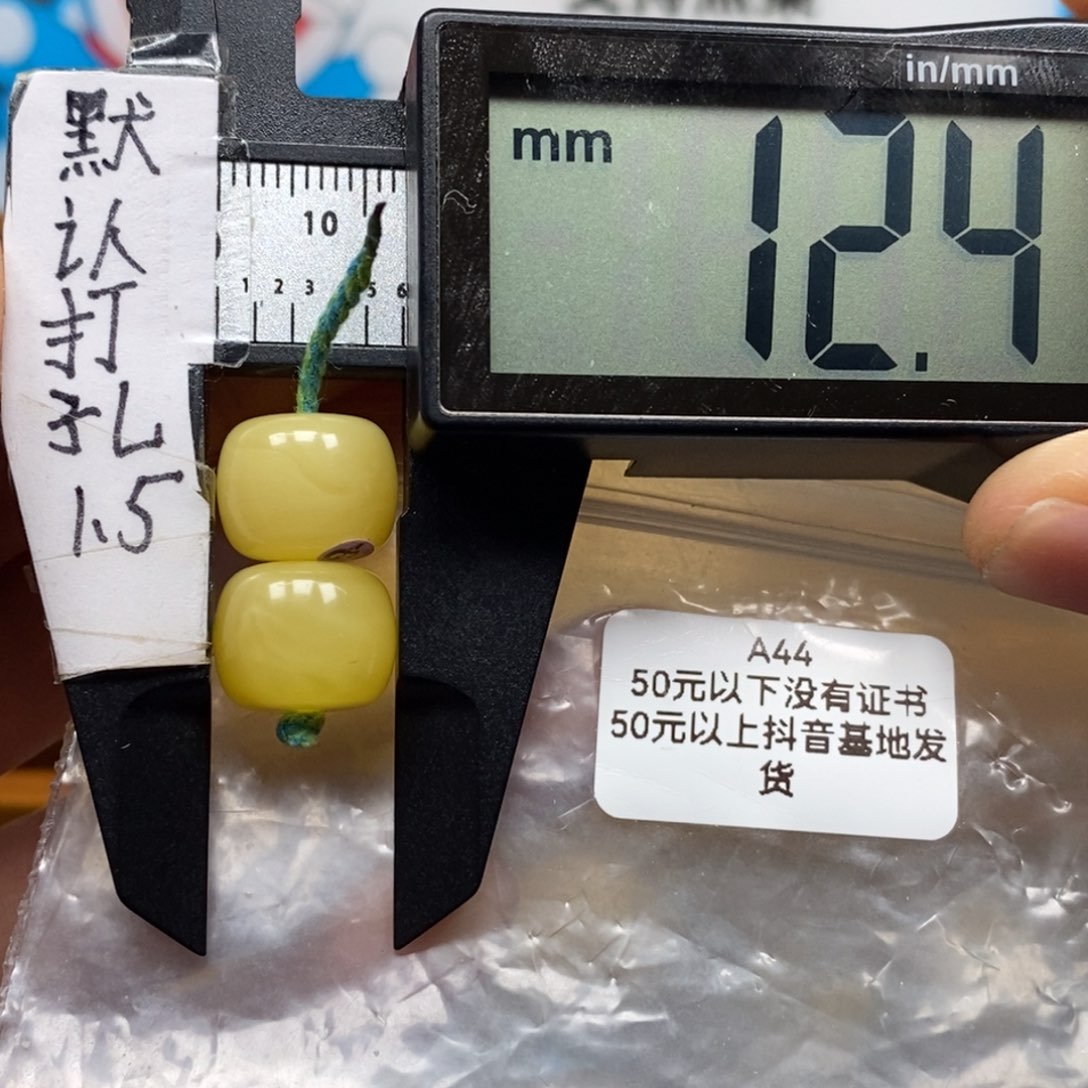 in/mm
mm
12.4
默
认
打
孔
1.5
10
1 2 3 5 6
A44
50元以下没有证书
50元以上抖音基地发
货